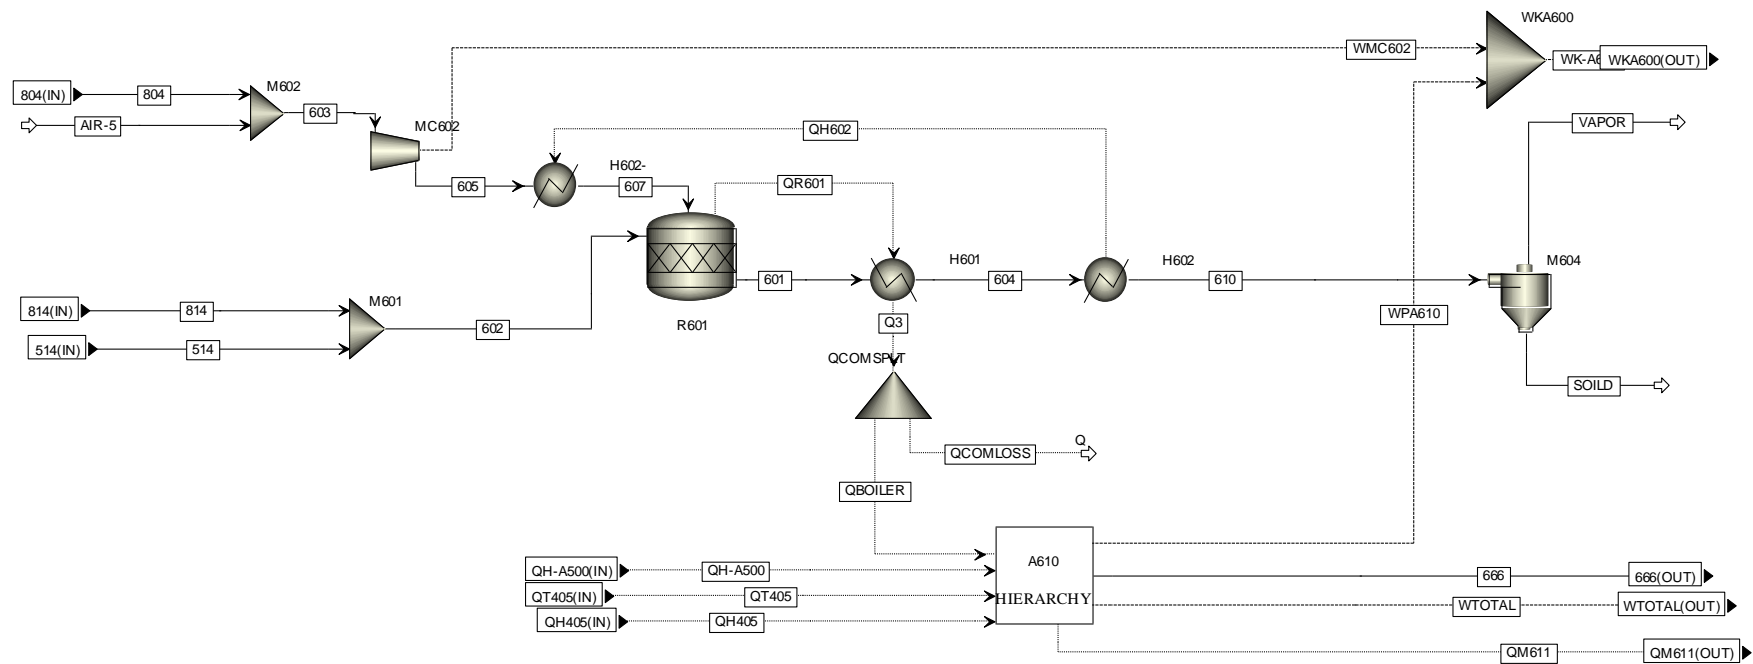 WKA600
WMC602
WK-A6
WKA600(OUT)
804(IN)
804
M602
603
AIR-5
MC602
QH602
VAPOR
605
H602-
607
QR601
601
H601
604
H602
610
M604
814(IN)
814
M601
602
R601
Q3
WPA610
514(IN)
514
QCOMSPLT
SOILD
QCOMLOSS
Q
QBOILER
A610
HIERARCHY
QH-A500(IN)
QH-A500
QT405(IN)
QT405
QH405(IN)
QH405
666
666(OUT)
WTOTAL
WTOTAL(OUT)
QM611
QM611(OUT)